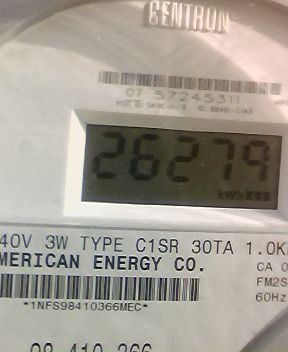 CENTRON
07 57245311
26279
kWh
40V 3W TYPE C1SR 30TA 1.0K
MERICAN ENERGY CO.
CA 0
FM2S
60Hz
*1NFS98410366MEC*
98 410 366